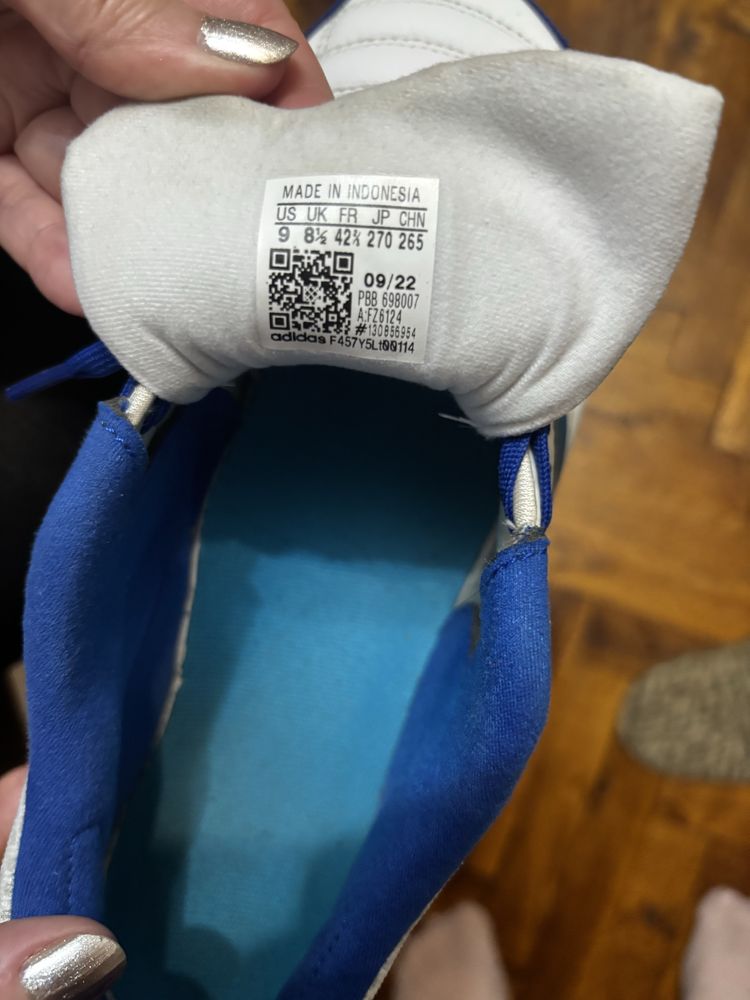 MADE IN INDONESIA
US UK FR JP CHN
9 8½ 42⅔ 270 265
09/22
PBB 698007
A:FZ6124
#130856954
adidas F457Y5Lt00114